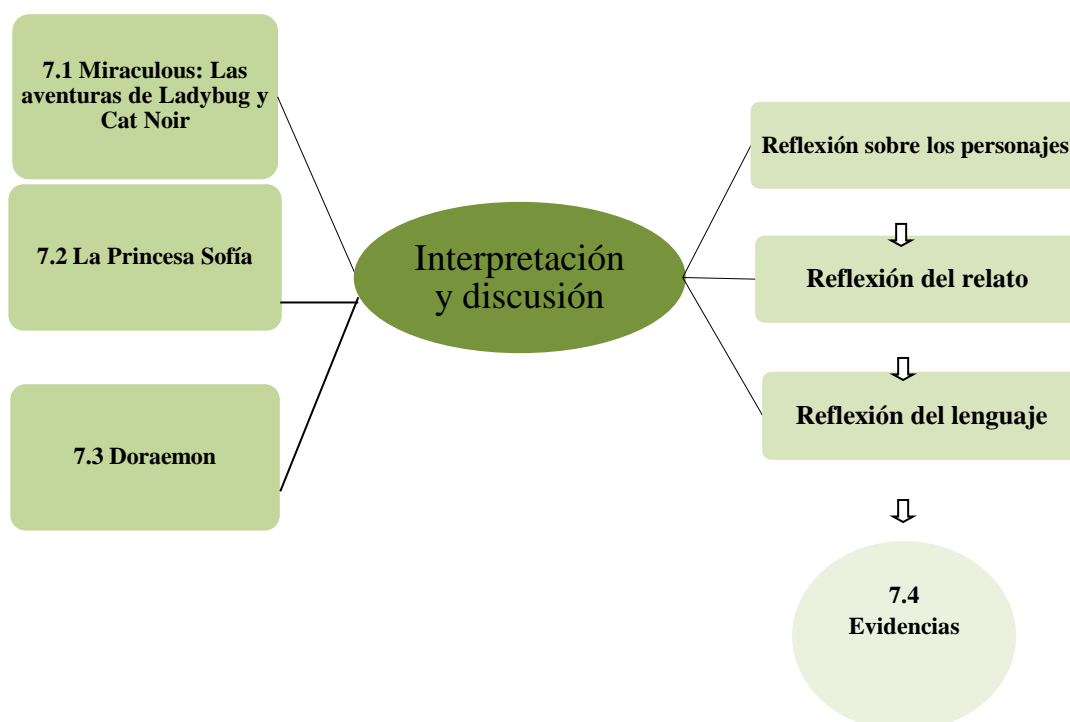 7.1 Miraculous: Las
aventuras de Ladybug y
Cat Noir
7.2 La Princesa Sofía
7.3 Doraemon
Interpretación
y discusión
Reflexión sobre los personajes
Reflexión del relato
Reflexión del lenguaje
7.4
Evidencias